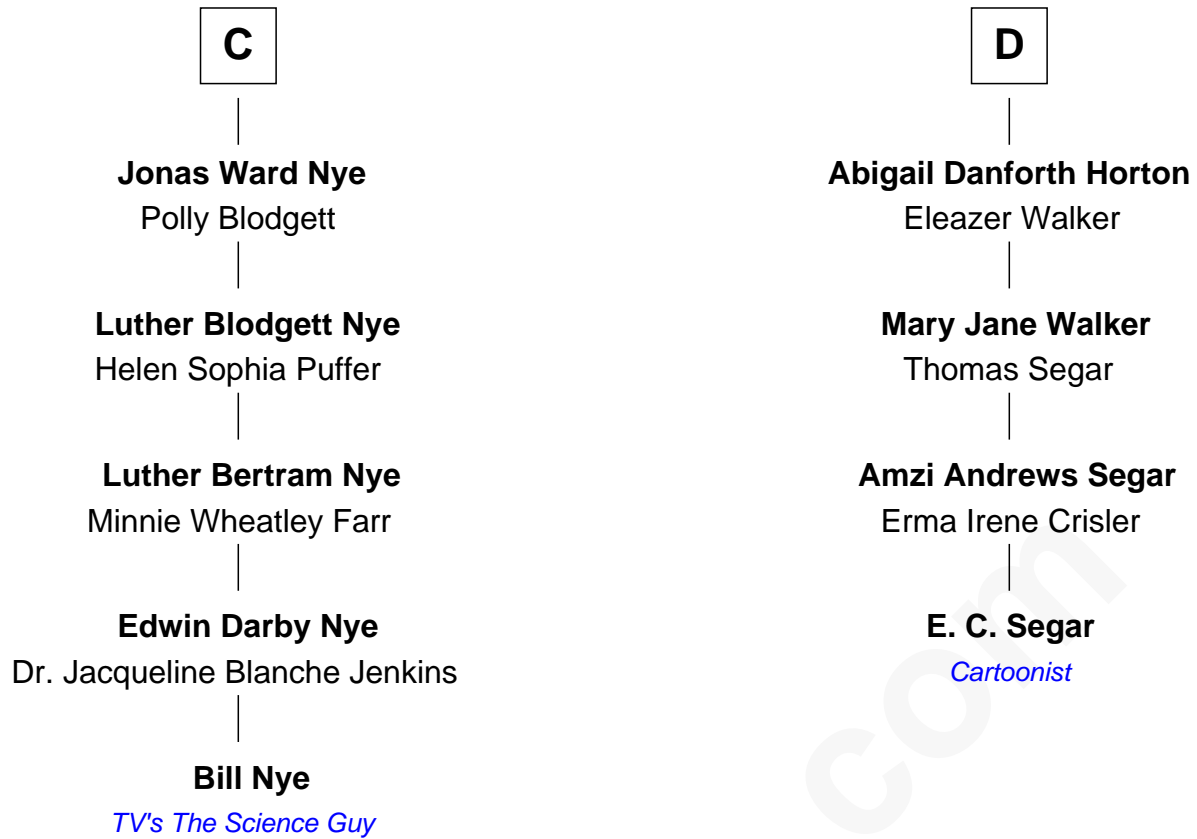 C
Jonas Ward Nye
Polly Blodgett
Luther Blodgett Nye
Helen Sophia Puffer
Luther Bertram Nye
Minnie Wheatley Farr
Edwin Darby Nye
Dr. Jacqueline Blanche Jenkins
Bill Nye
TV's The Science Guy
D
Abigail Danforth Horton
Eleazer Walker
Mary Jane Walker
Thomas Segar
Amzi Andrews Segar
Erma Irene Crisler
E. C. Segar
Cartoonist
com